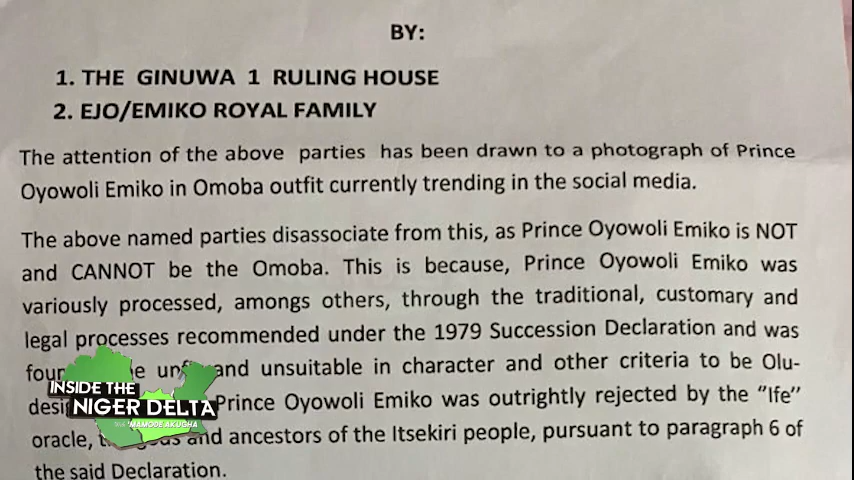 BY:
1. THE GINUWA 1 RULING HOUSE
2. EJO/EMIKO ROYAL FAMILY
The attention of the above parties has been drawn to a photograph of Prince
Oyowoli Emiko in Omoba outfit currently trending in the social media.
The above named parties disassociate from this, as Prince Oyowoli Emiko is NOT
and CANNOT be the Omoba. This is because, Prince Oyowoli Emiko was
variously processed, amongst others, through the traditional, customary and
legal processes recommended under the 1979 Succession Declaration and was
and unsuitable in character and other criteria to be Olu-
Prince Oyowoli Emiko was outrightly rejected by the "Ife"
oracle, and ancestors of the Itsekiri people, pursuant to paragraph 6 of
the said Declaration.
INSIDE THE
NIGER DELTA
MAMODE AKUGHA